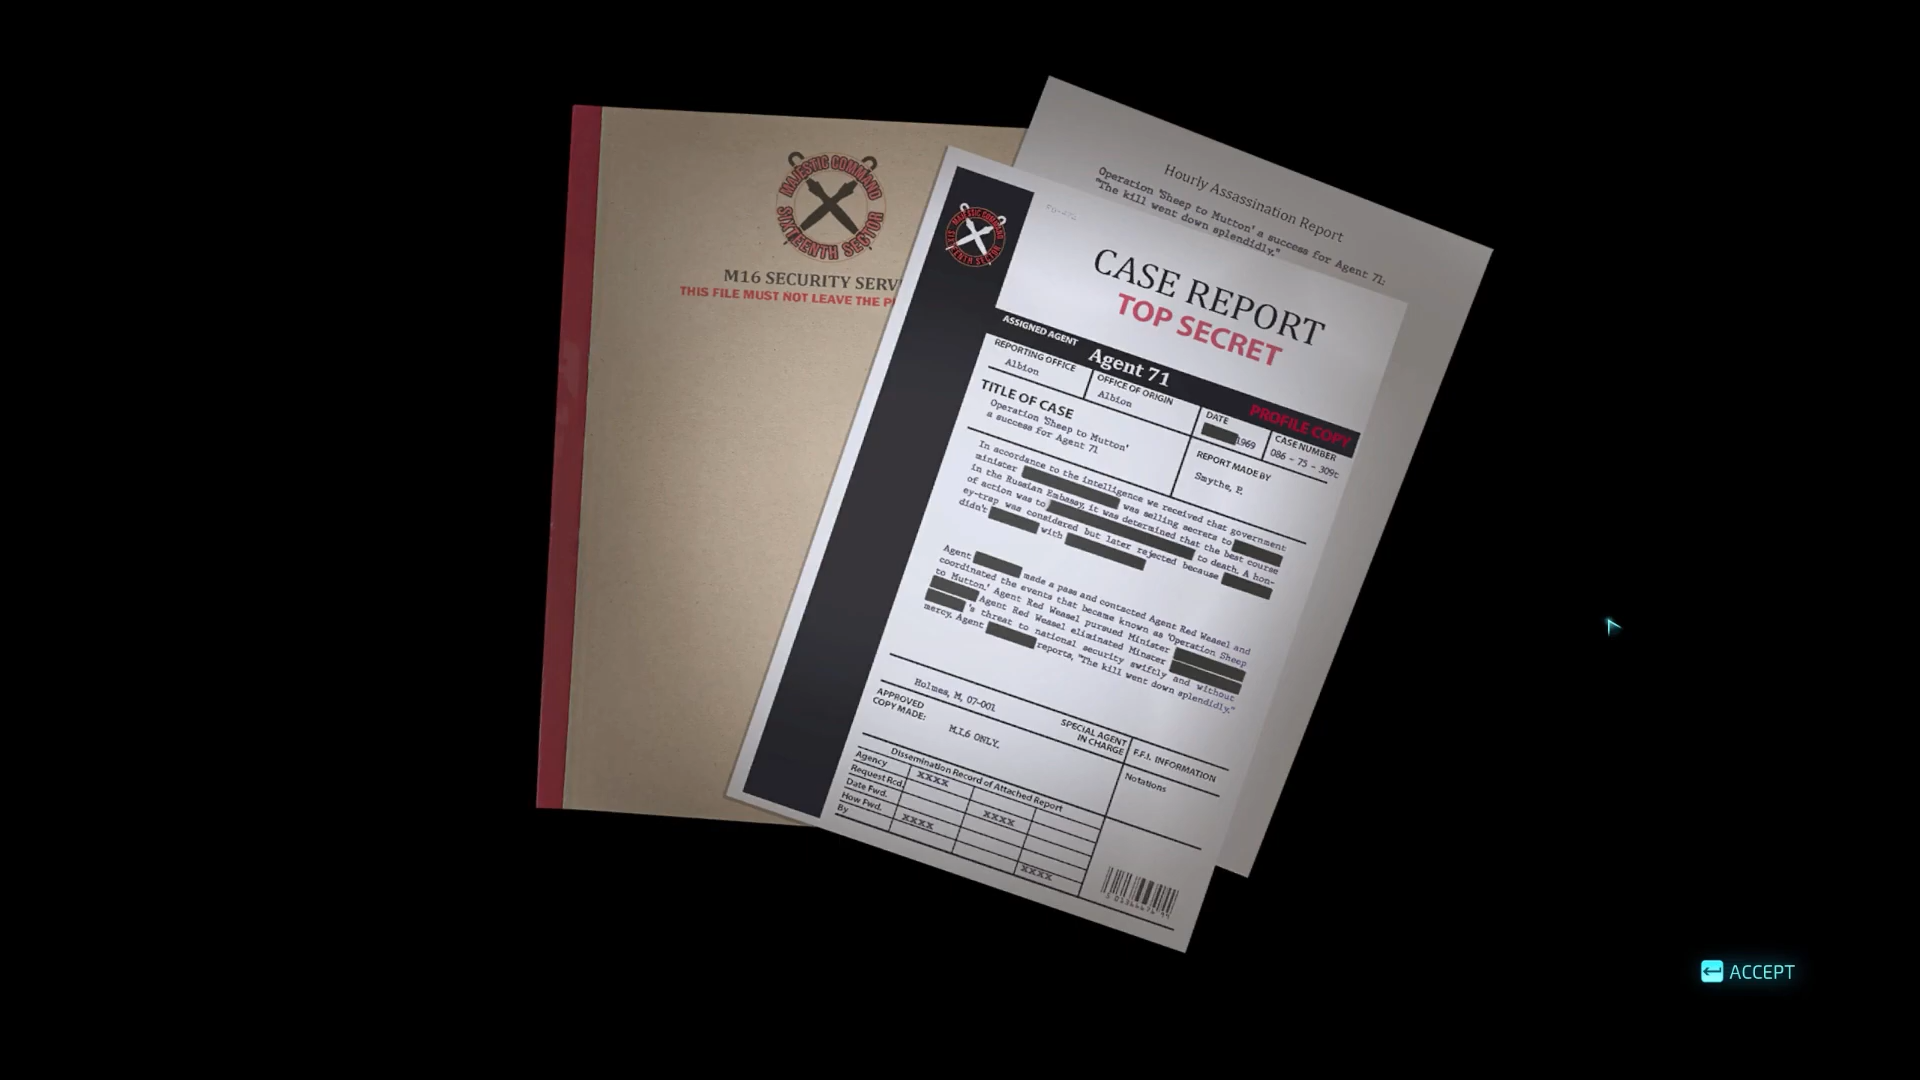 MAJESTIC COMMAND
SIXTEENTH SECTOR
M16 SECURITY SERV
THIS FILE MUST NOT LEAVE THE P
Hourly Assassination Report
Operation 'Sheep to Mutton' a success for Agent 71:
"The kill went down splendidly."
MAJESTIC COMMAND
SIXTEENTH SECTOR
CASE REPORT
TOP SECRET
ASSIGNED AGENT
Agent 71
PROFILE COPY
REPORTING OFFICE
Albion
OFFICE OF ORIGIN
Albion
DATE
1969
CASE NUMBER
086 - 75 - 309c
TITLE OF CASE
Operation 'Sheep to Mutton'
a success for Agent 71
REPORT MADE BY
Smythe, P.
In accordance to the intelligence we received that government
minister was selling secrets to
in the Russian Embassy, it was determined that the best course
of action was to to death. A hon-
ey-trap was considered but later rejected because
didn't with
Agent made a pass and contacted Agent Red Weasel and
coordinated the events that became known as 'Operation Sheep
to Mutton.' Agent Red Weasel pursued Minister
Agent Red Weasel eliminated Minster
's threat to national security swiftly and without
mercy, Agent reports, "The kill went down splendidly."
Holmes, M, 07-001
SPECIAL AGENT
IN CHARGE
F.F.I. INFORMATION
APPROVED
COPY MADE:
M.I.6 ONLY.
Notations
Dissemination Record of Attached Report
Agency
XXXX
Request Rcd.
Date Fwd.
XXXX
How Fwd.
XXXX
By
XXXX
ACCEPT